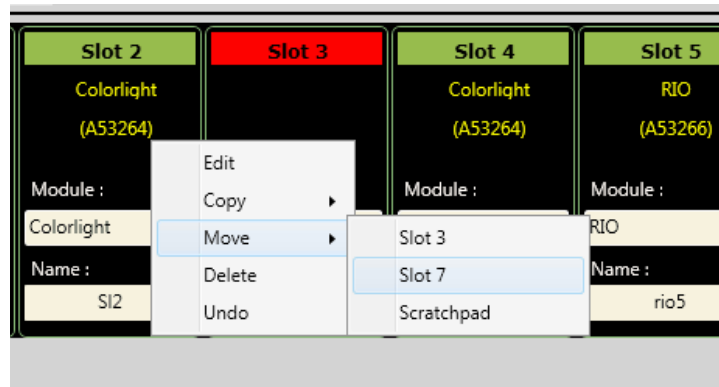 Slot 2
Slot 3
Slot 4
Slot 5
Colorlight
Colorlight
RIO
(A53264)
(A53264)
(A53266)
Edit
Copy
Move
Delete
Undo
Slot 3
Slot 7
Scratchpad
Module :
Module :
Module :
Colorlight
RIO
Name :
Name :
SI2
rio5